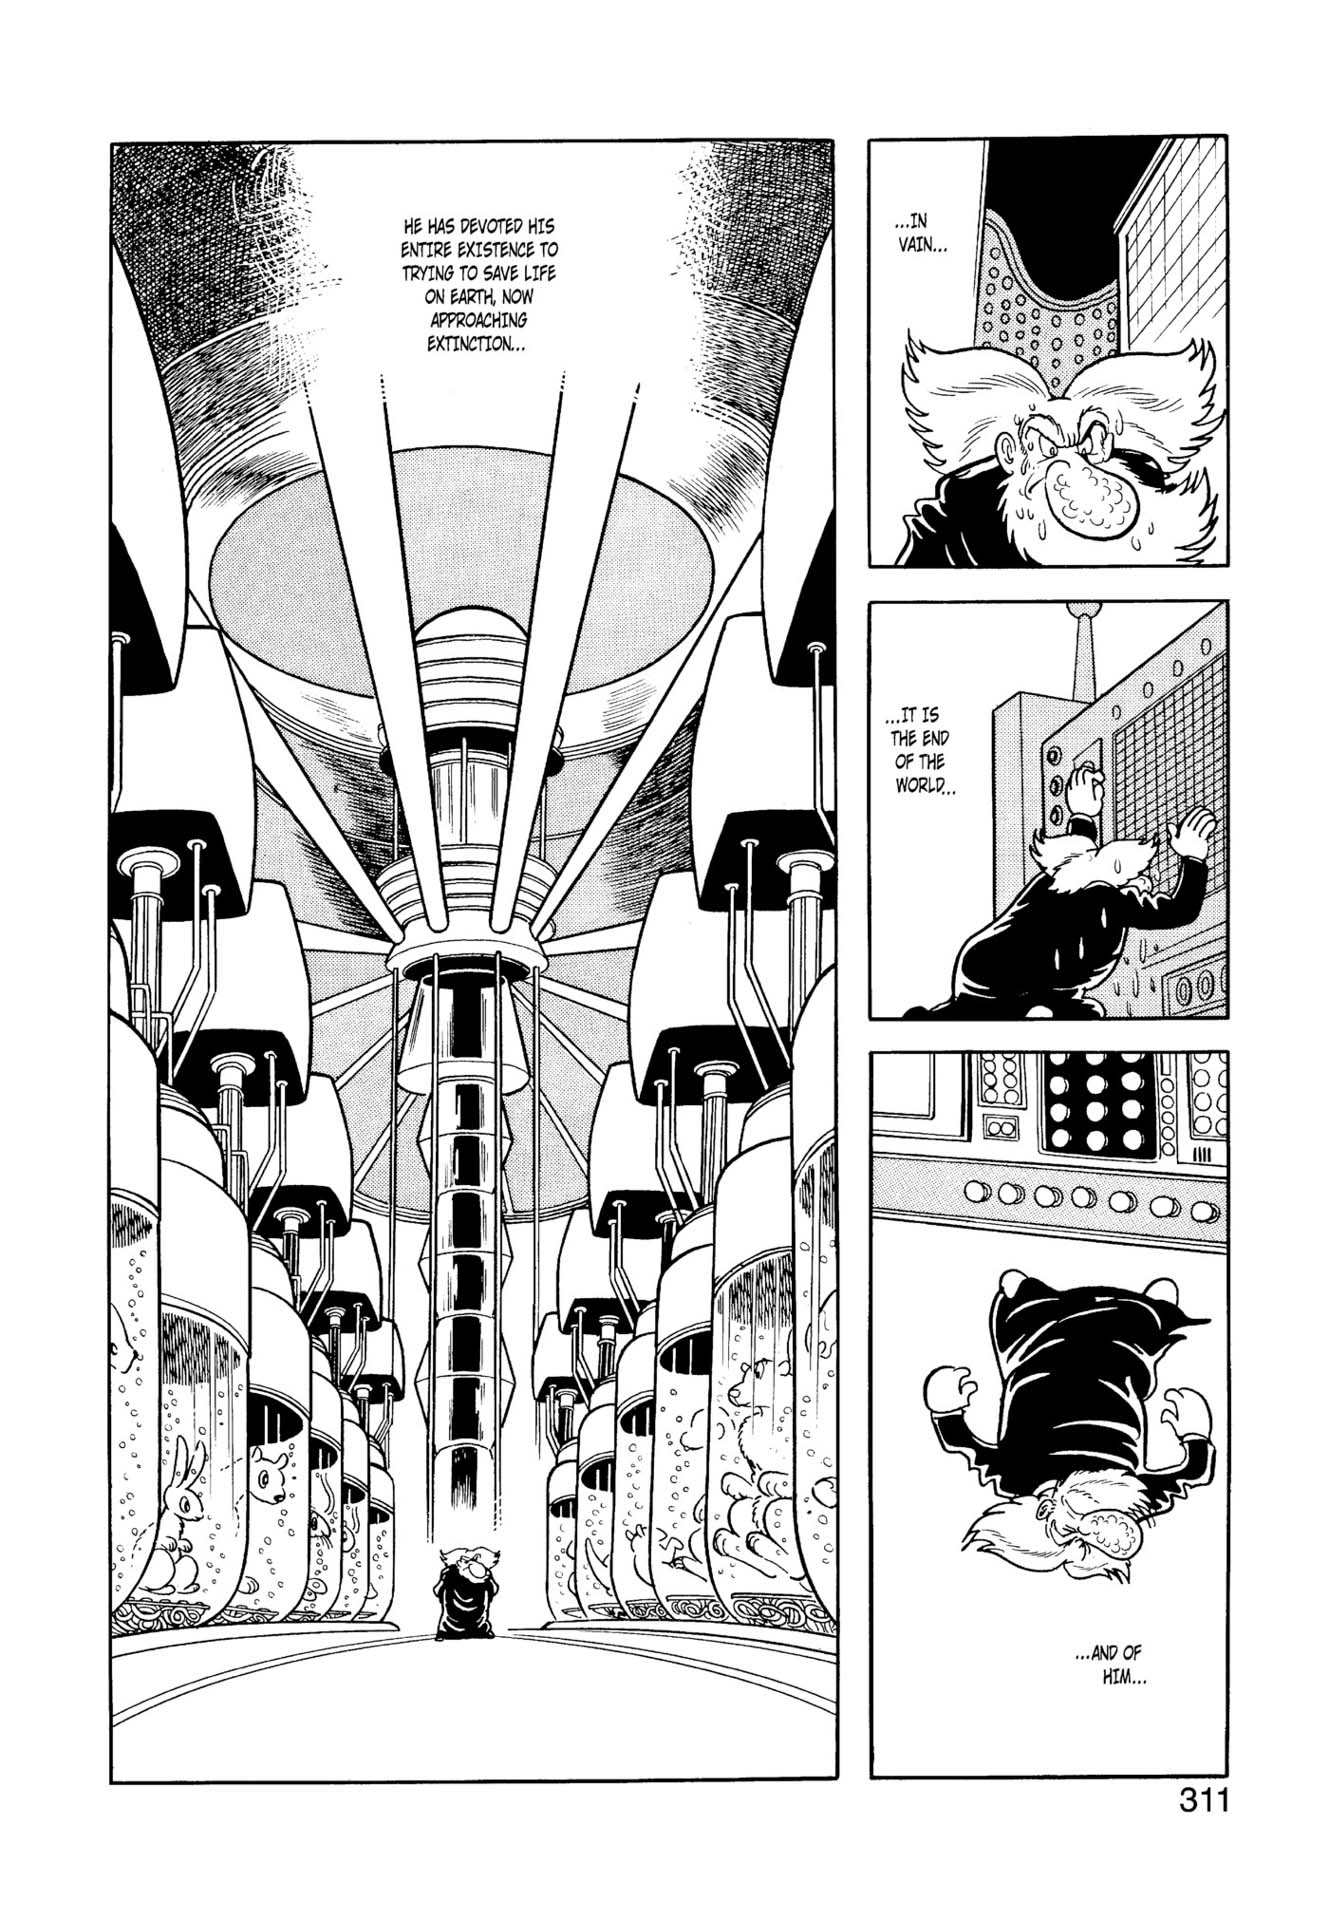 HE HAS DEVOTED HIS
ENTIRE EXISTENCE TO
TRYING TO SAVE LIFE
ON EARTH, NOW
APPROACHING
EXTINCTION...
...IN
VAIN...
...IT IS
THE END
OF THE
WORLD...
...AND OF
HIM...
311